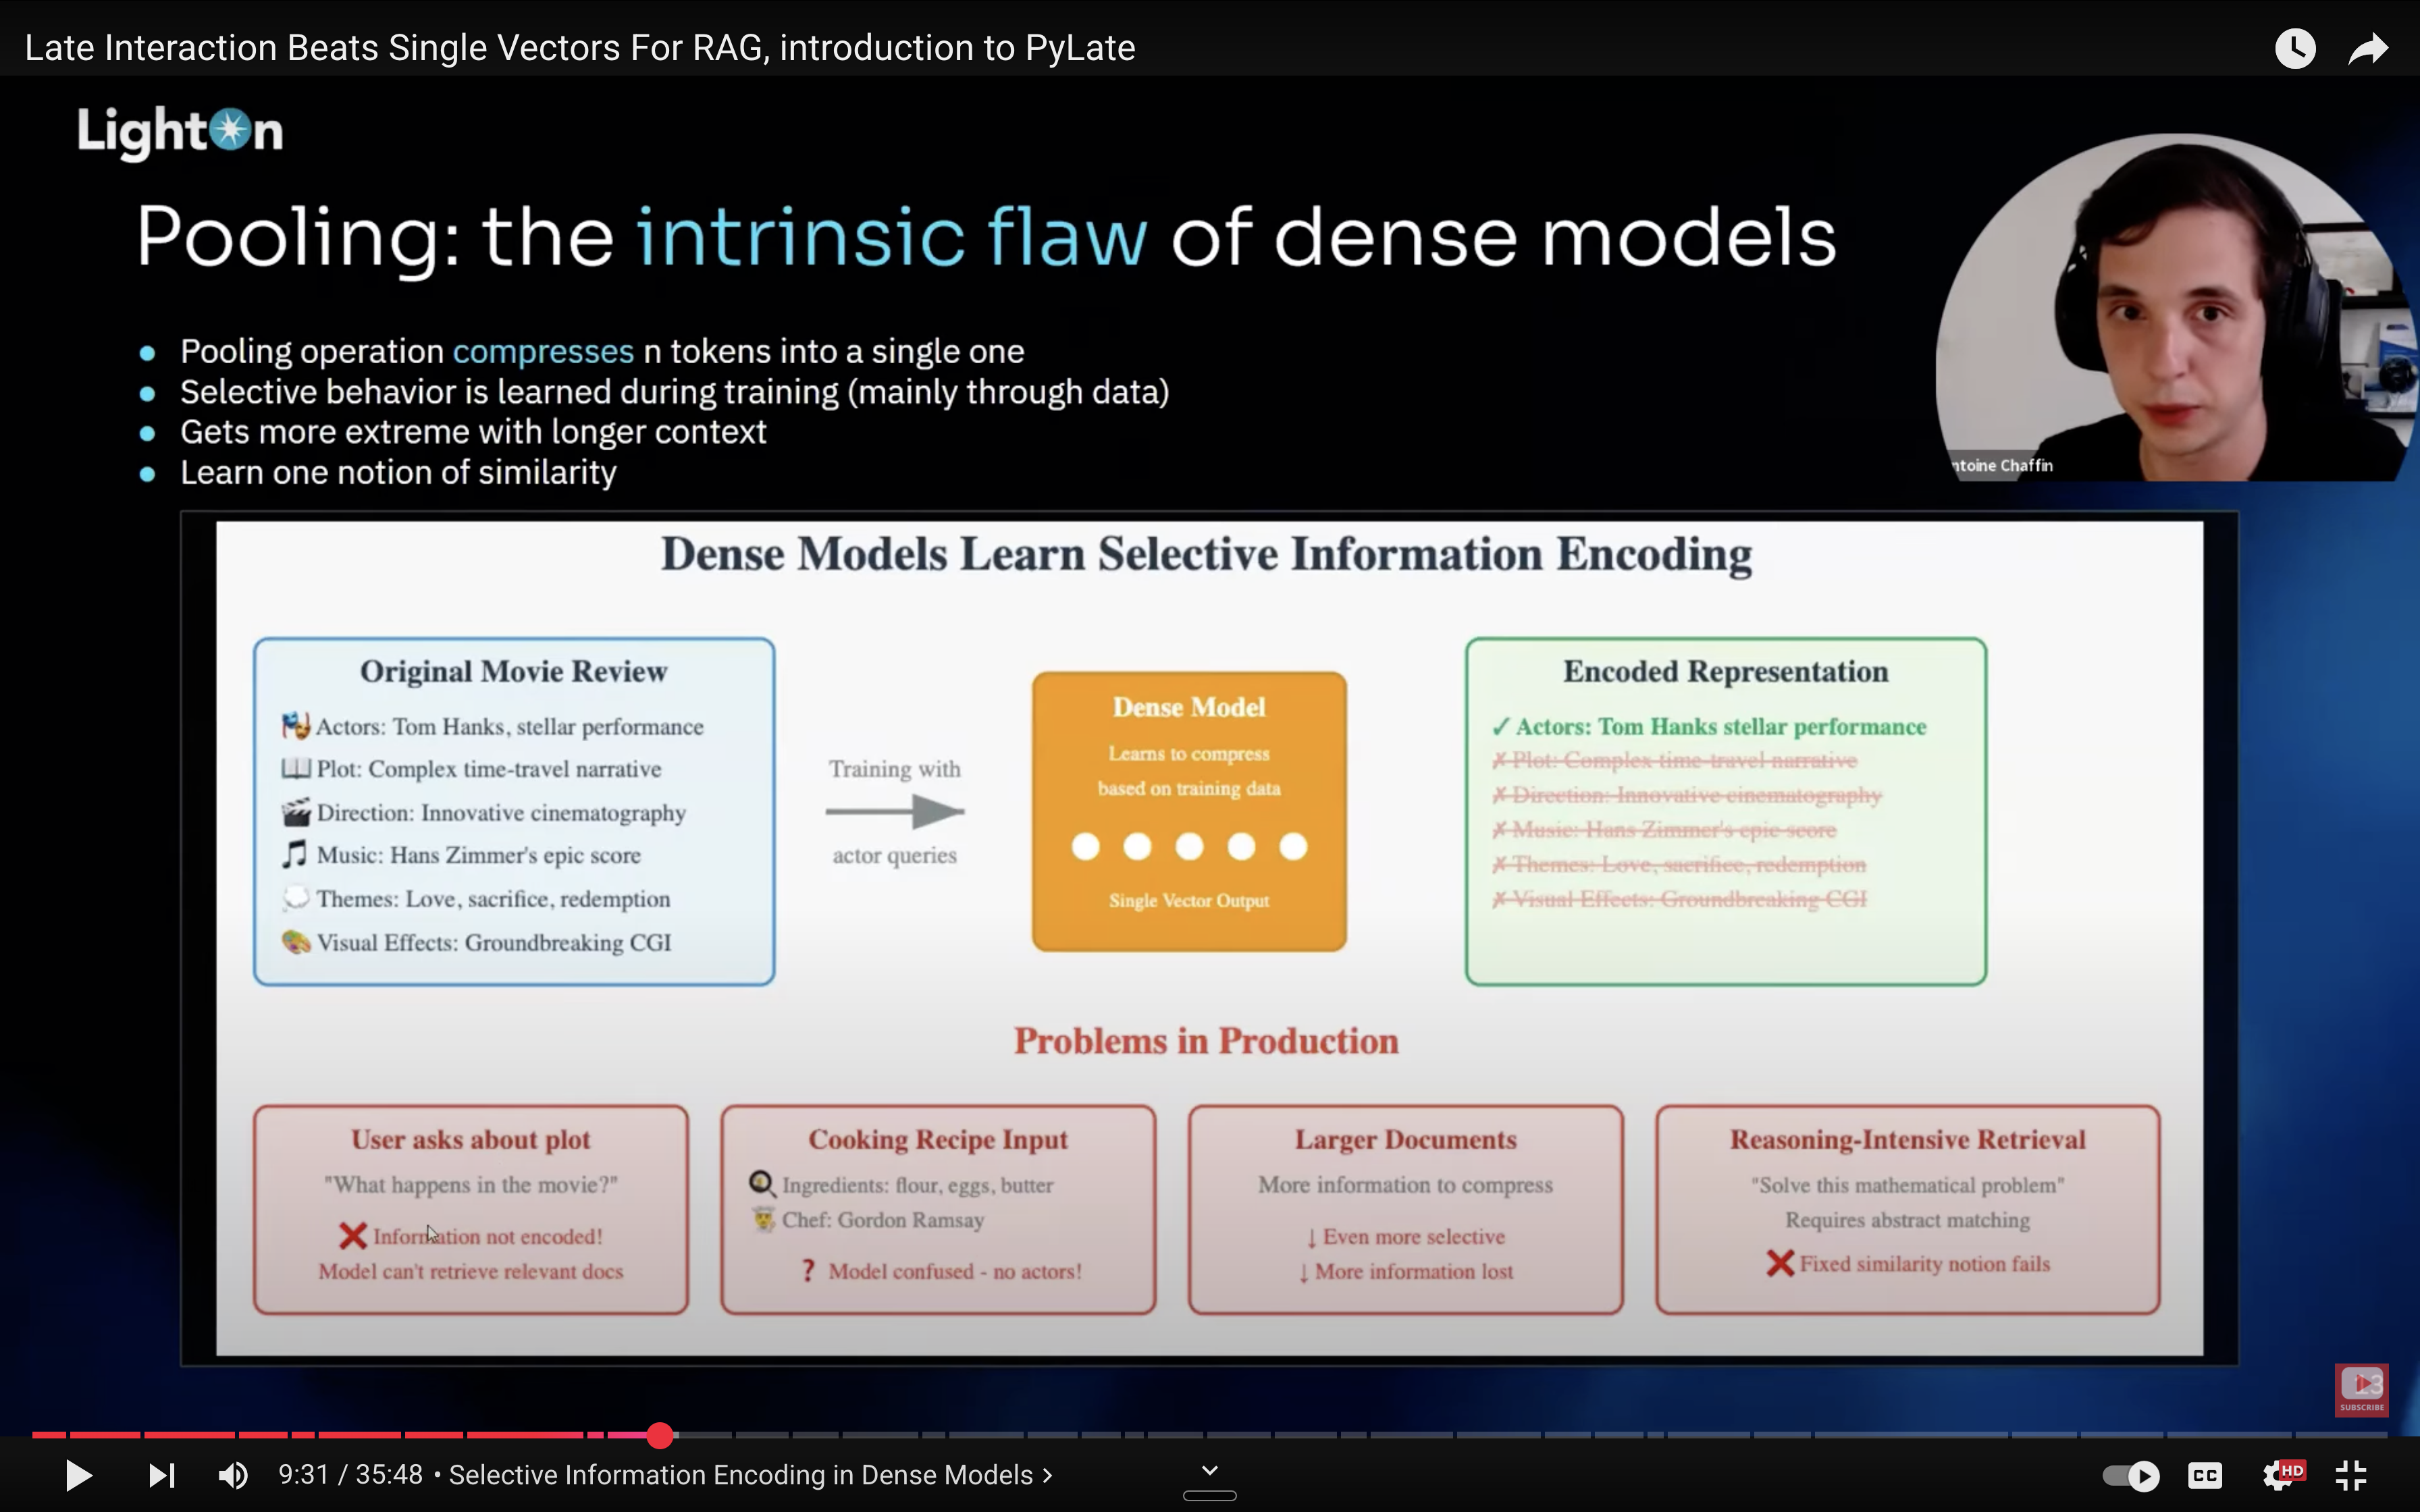 Late Interaction Beats Single Vectors For RAG, introduction to PyLate
LightOn
Pooling: the intrinsic flaw of dense models
Pooling operation compresses n tokens into a single one
Selective behavior is learned during training (mainly through data)
Gets more extreme with longer context
Learn one notion of similarity
ntoine Chaffin
Dense Models Learn Selective Information Encoding
Original Movie Review
Actors: Tom Hanks, stellar performance
Plot: Complex time-travel narrative
Direction: Innovative cinematography
Music: Hans Zimmer's epic score
Themes: Love, sacrifice, redemption
Visual Effects: Groundbreaking CGI
Training with
actor queries
Dense Model
Learns to compress
based on training data
Single Vector Output
Encoded Representation
✓ Actors: Tom Hanks stellar performance
✗ Plot: Complex time-travel narrative
✗ Direction: Innovative cinematography
✗ Music: Hans Zimmer's epic score
✗ Themes: Love, sacrifice, redemption
✗ Visual Effects: Groundbreaking CGI
Problems in Production
User asks about plot
"What happens in the movie?"
❌ Information not encoded!
Model can't retrieve relevant docs
Cooking Recipe Input
Ingredients: flour, eggs, butter
Chef: Gordon Ramsay
❓ Model confused - no actors!
Larger Documents
More information to compress
↓ Even more selective
↓ More information lost
Reasoning-Intensive Retrieval
"Solve this mathematical problem"
Requires abstract matching
❌ Fixed similarity notion fails
SUBSCRIBE
9:31 / 35:48 • Selective Information Encoding in Dense Models >
CC
HD